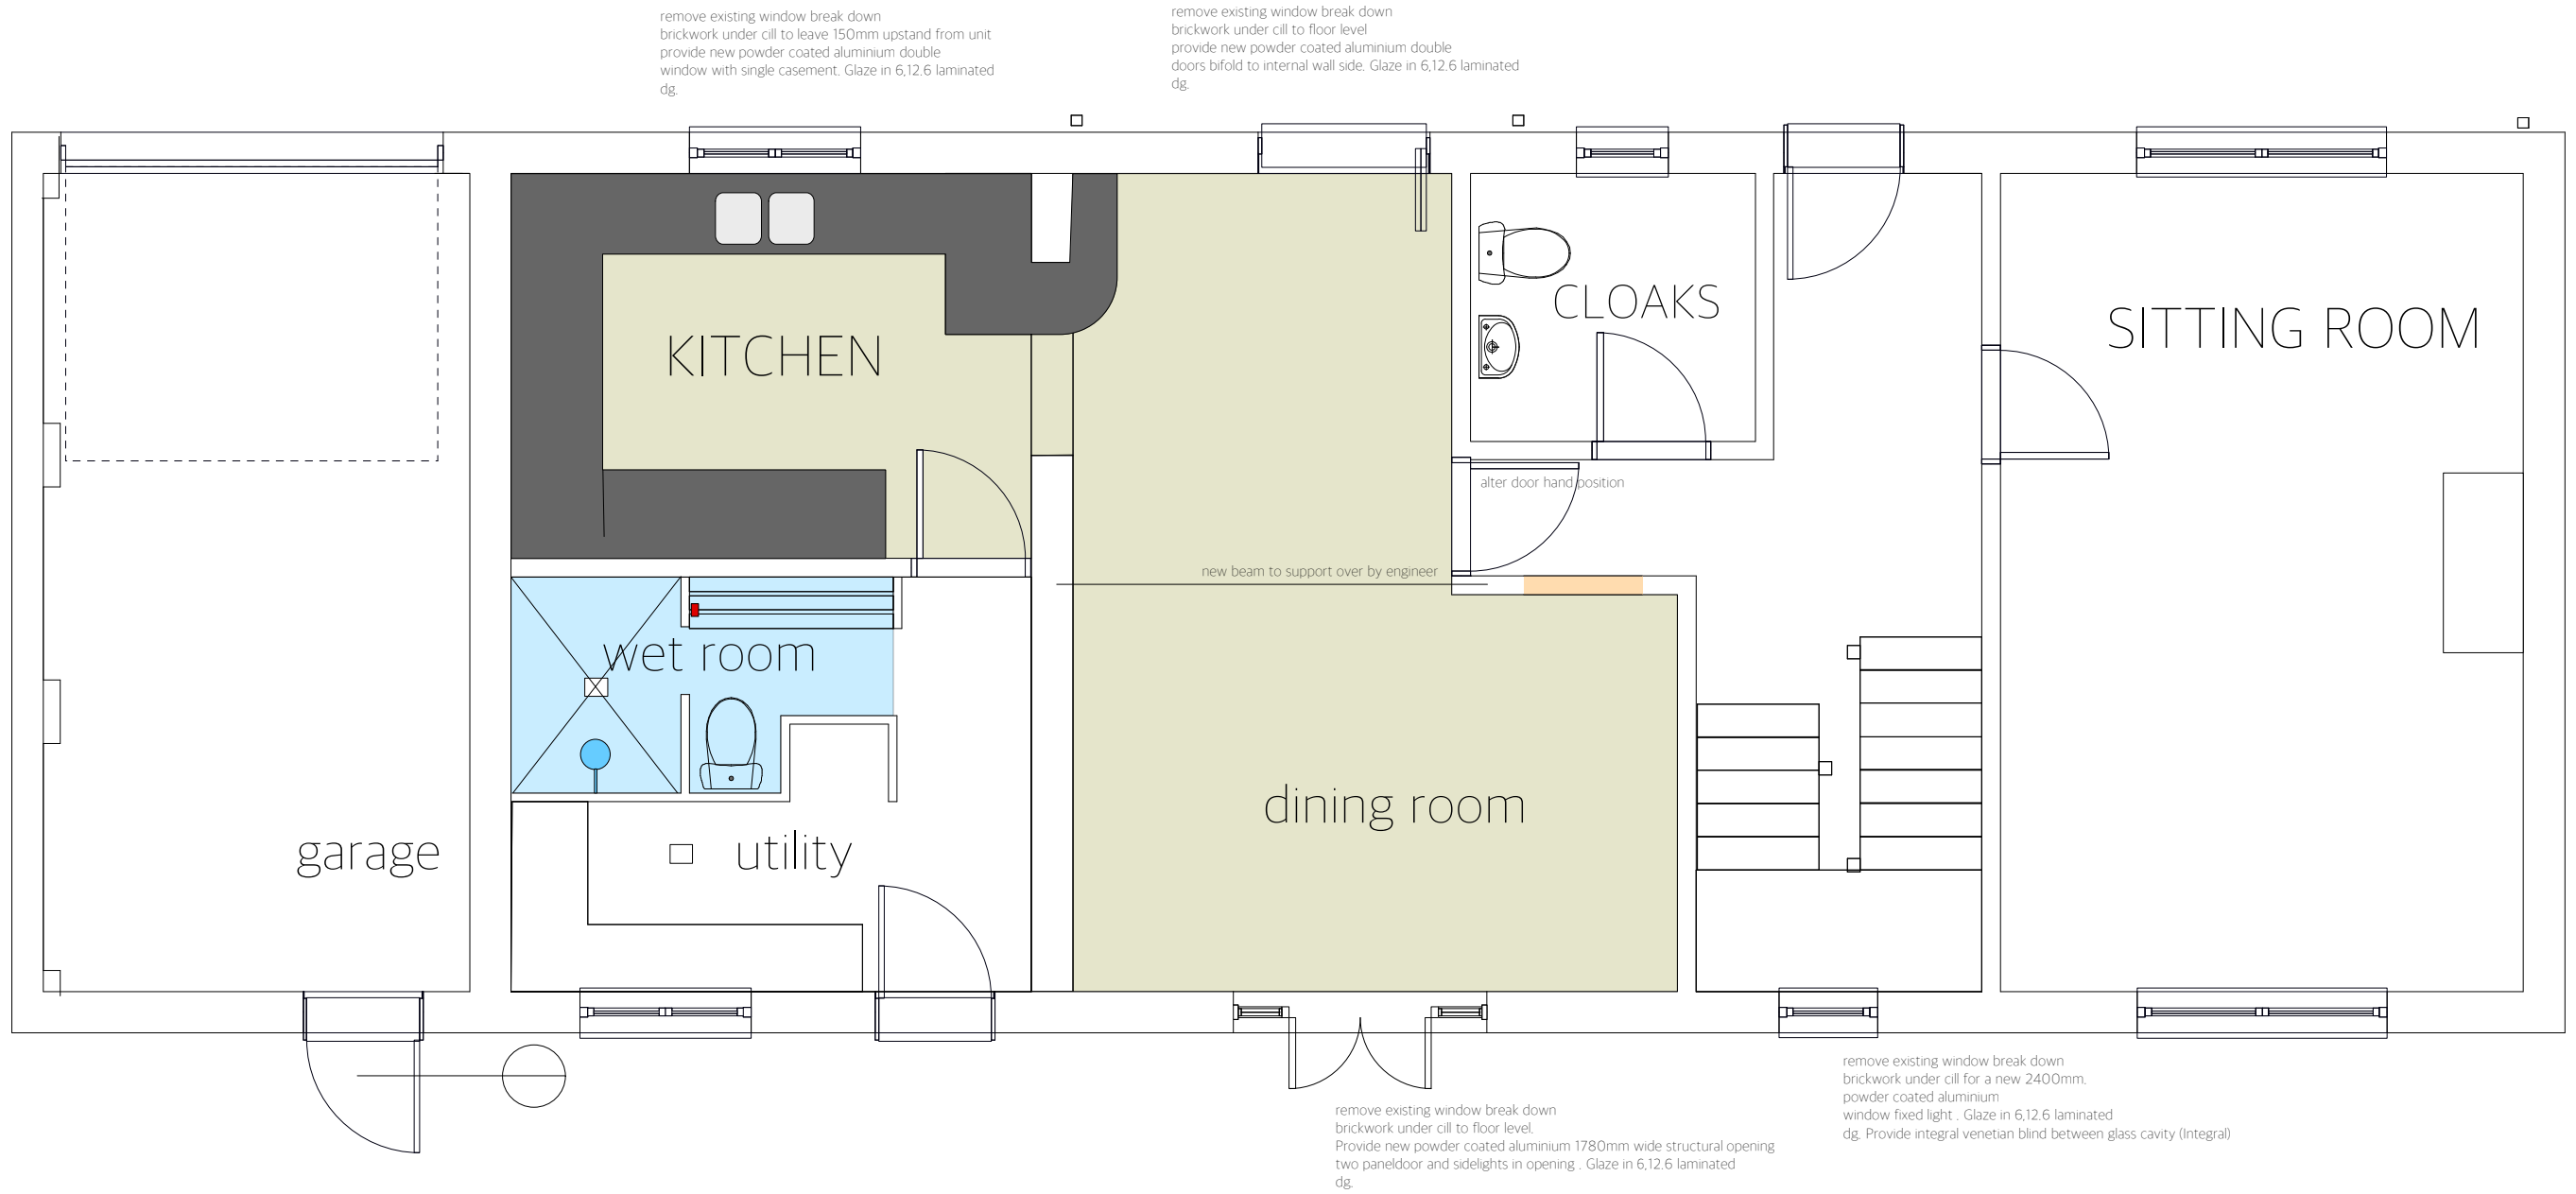 remove existing window break down
brickwork under cill to leave 150mm upstand from unit
provide new powder coated aluminium double
window with single casement. Glaze in 6,12.6 laminated
dg.
remove existing window break down
brickwork under cill to floor level
provide new powder coated aluminium double
doors bifold to internal wall side. Glaze in 6,12.6 laminated
dg.
KITCHEN
CLOAKS
SITTING ROOM
alter door hand position
new beam to support over by engineer
wet room
dining room
garage
utility
remove existing window break down
brickwork under cill for a new 2400mm.
powder coated aluminium
window fixed light . Glaze in 6,12.6 laminated
dg. Provide integral venetian blind between glass cavity (Integral)
remove existing window break down
brickwork under cill to floor level.
Provide new powder coated aluminium 1780mm wide structural opening
two paneldoor and sidelights in opening . Glaze in 6,12.6 laminated
dg.